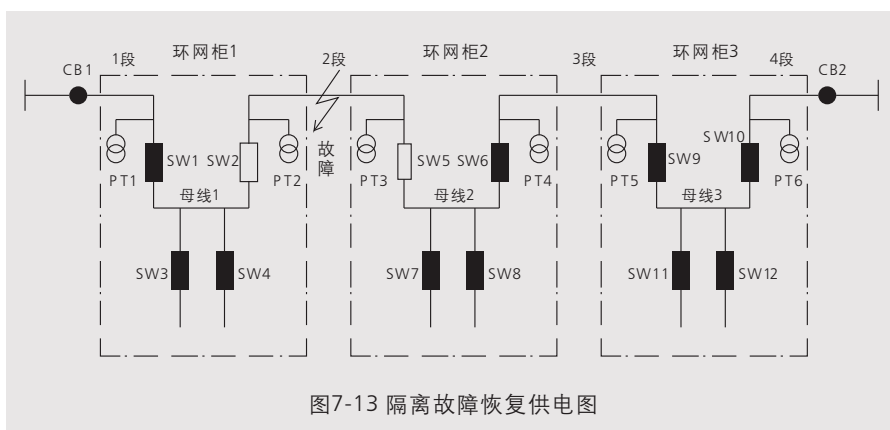 环网柜1
环网柜2
环网柜3
1段
2段
3段
4段
CB1
CB2
故障
PT1
SW1
SW2
PT2
PT3
SW5
SW6
PT4
PT5
SW9
SW10
PT6
母线1
母线2
母线3
SW3
SW4
SW7
SW8
SW11
SW12
图7-13 隔离故障恢复供电图